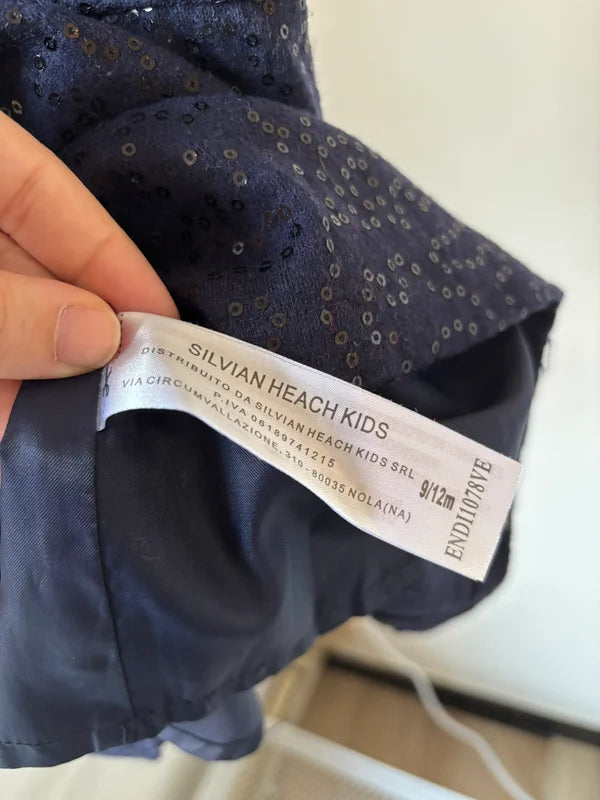 SILVIAN HEACH KIDS
DISTRIBUITO DA SILVIAN HEACH KIDS SRL
P.IVA 06189741215
VIA CIRCUMVALLAZIONE, 310-80035 NOLA(NA)
9/12m
ENDI1078VE